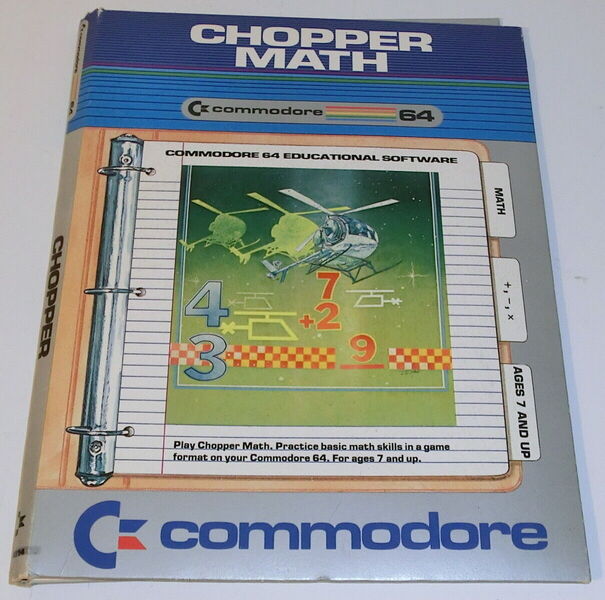 CHOPPER
MATH
commodore 64
COMMODORE 64 EDUCATIONAL SOFTWARE
MATH
+, -, x
AGES 7 AND UP
7
4
+2
3
9
Play Chopper Math. Practice basic math skills in a game
format on your Commodore 64. For ages 7 and up.
commodore
64
CHOPPER